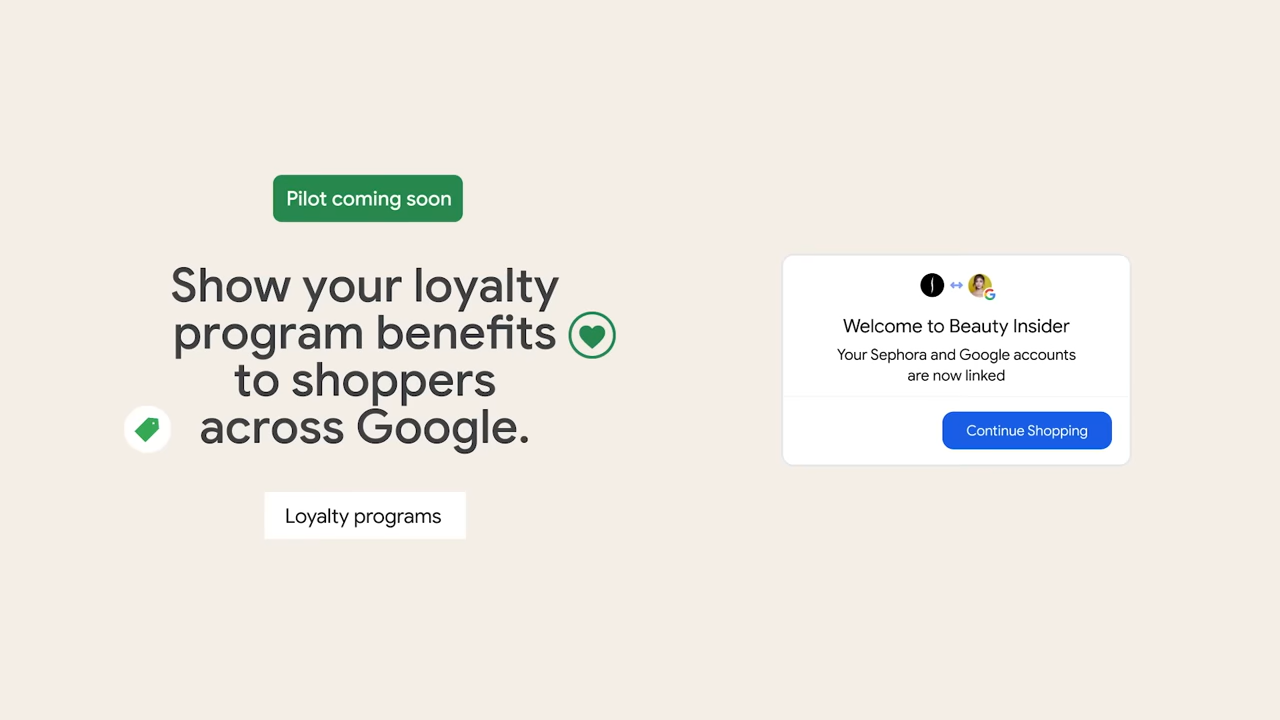 Pilot coming soon
Show your loyalty
program benefits
to shoppers
across Google.
Loyalty programs
G
Welcome to Beauty Insider
Your Sephora and Google accounts
are now linked
Continue Shopping